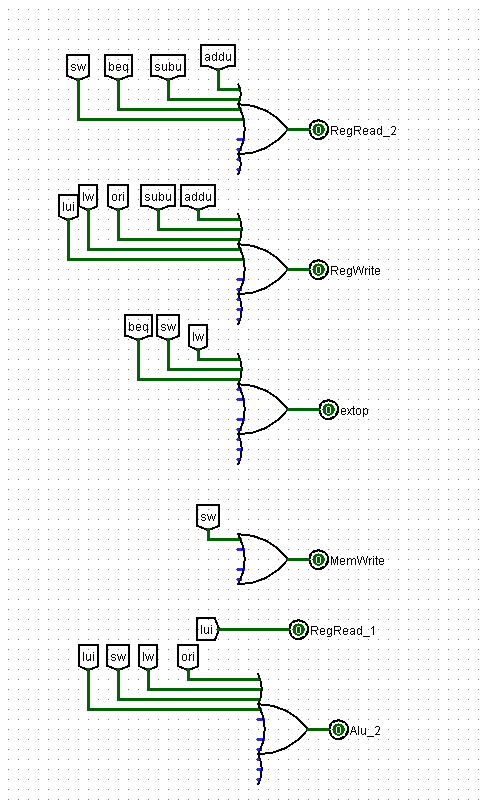 sw beq subu addu
0 RegRead_2
lui lw ori subu addu
0 RegWrite
beq sw lw
0 extop
sw
0 MemWrite
lui 0 RegRead_1
lui sw lw ori
0 Alu_2